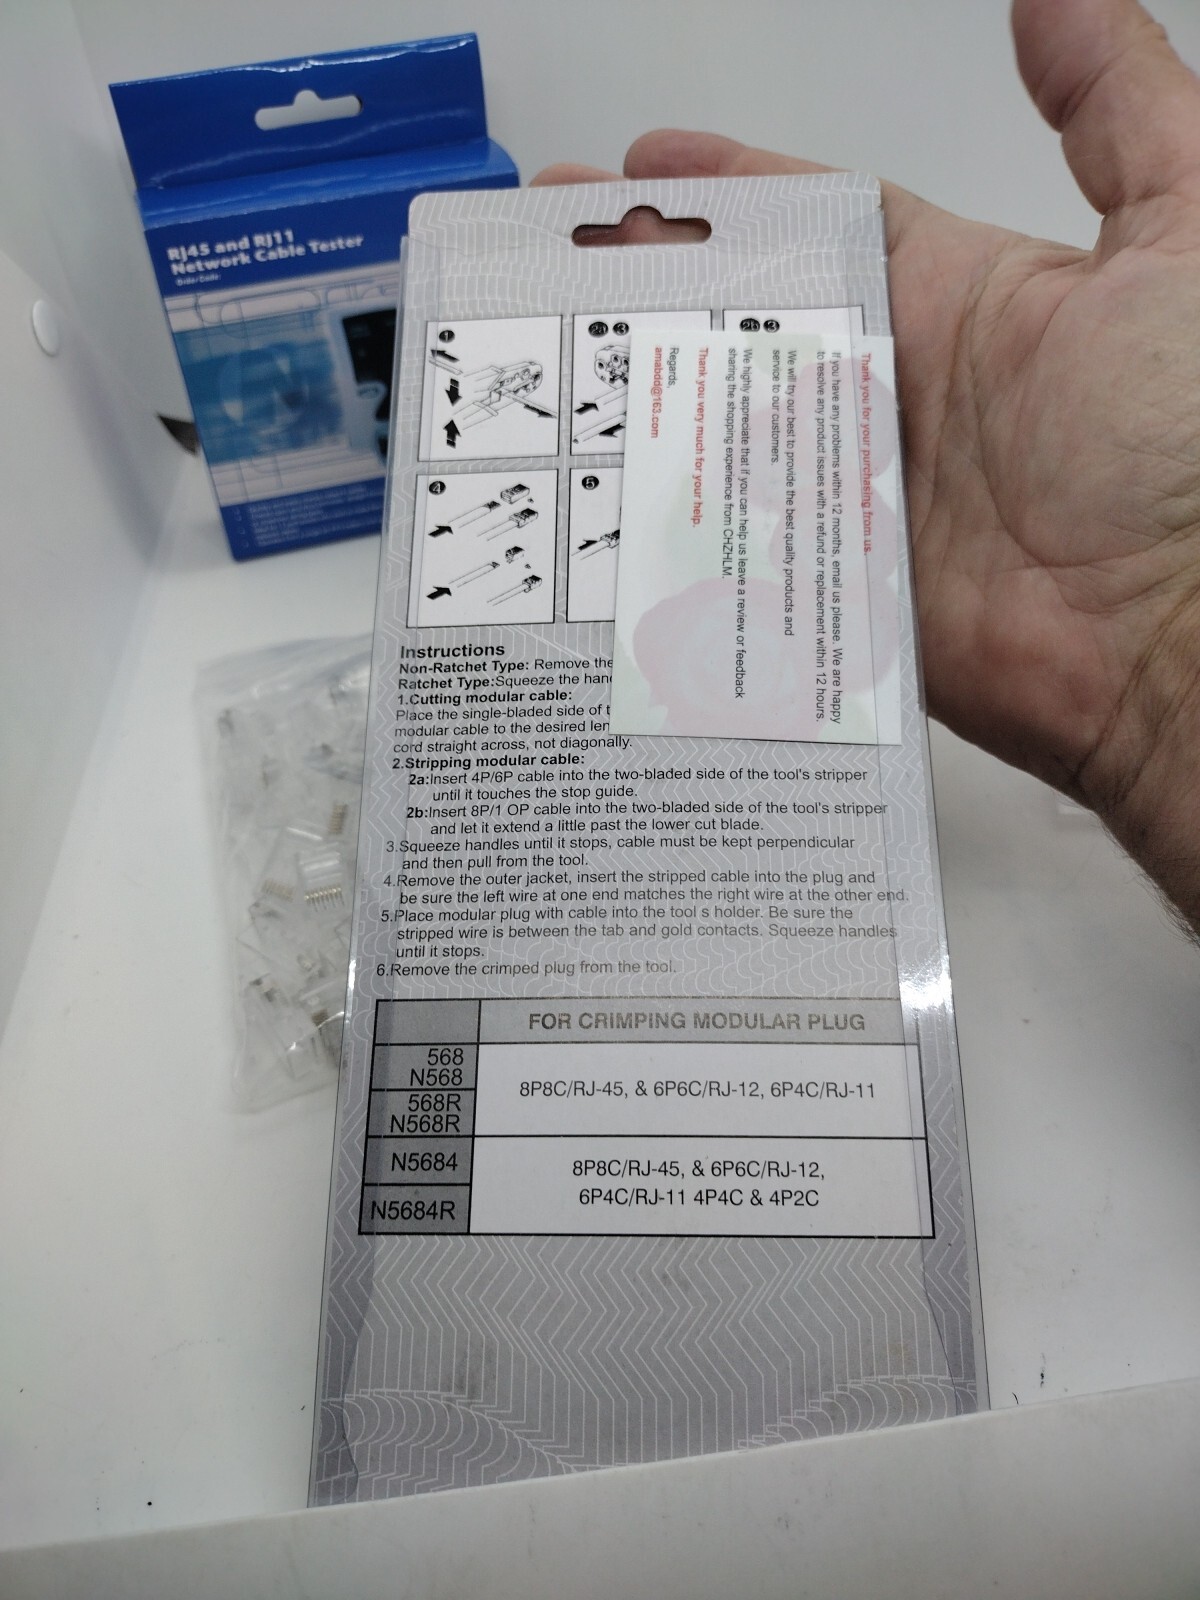 RJ45 and RJ11
Network Cable Tester
1
2a 3
2b 3
4
5
Thank you for your purchasing from us.
If you have any problems within 12 months, email us please. We are happy
to resolve any product issues with a refund or replacement within 12 hours.
We will try our best to provide the best quality products and
service to our customers.
We highly appreciate that if you can help us leave a review or feedback
sharing the shopping experience from CHZHLM.
Thank you very much for your help.
Regards,
amabdd@163.com
Instructions
Non-Ratchet Type: Remove the
Ratchet Type:Squeeze the
1.Cutting modular cable:
Place the single-bladed side of
modular cable to the desired
cord straight across, not diagonally.
2.Stripping modular cable:
2a:Insert 4P/6P cable into the two-bladed side of the tool's stripper
until it touches the stop guide.
2b:Insert 8P/1 OP cable into the two-bladed side of the tool's stripper
and let it extend a little past the lower cut blade.
3.Squeeze handles until it stops, cable must be kept perpendicular
and then pull from the tool.
4.Remove the outer jacket, insert the stripped cable into the plug and
be sure the left wire at one end matches the right wire at the other end.
5.Place modular plug with cable into the tool s holder. Be sure the
stripped wire is between the tab and gold contacts. Squeeze handles
until it stops.
6.Remove the crimped plug from the tool.
FOR CRIMPING MODULAR PLUG
568
N568
568R
N568R
8P8C/RJ-45, & 6P6C/RJ-12, 6P4C/RJ-11
N5684
N5684R
8P8C/RJ-45, & 6P6C/RJ-12,
6P4C/RJ-11 4P4C & 4P2C